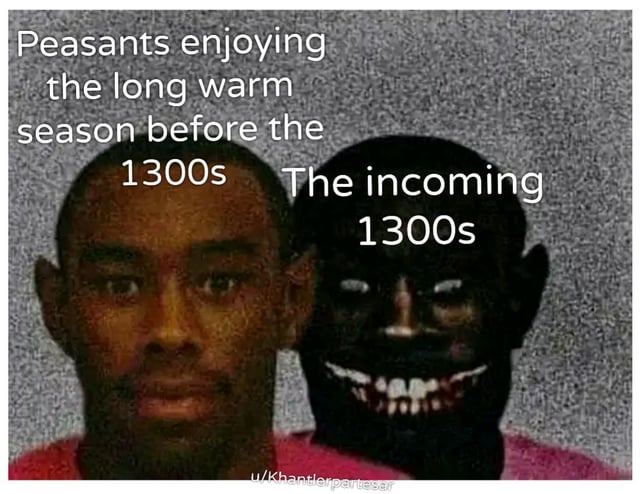 Peasants enjoying
the long warm
season before the
1300s
The incoming
1300s
u/Khantlerpartesar